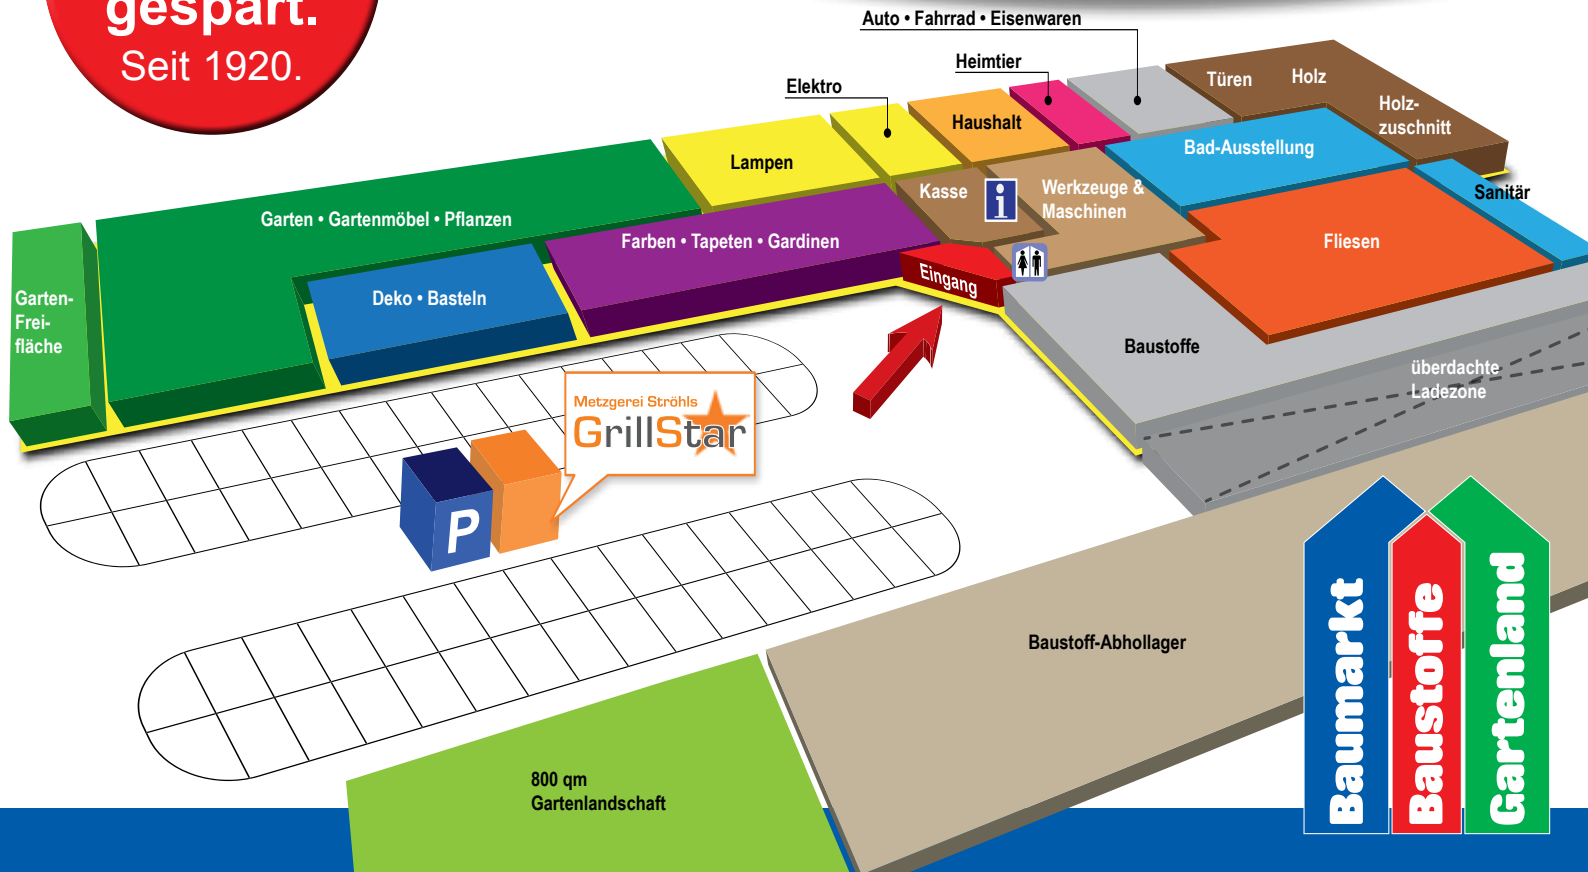 gespart.
Seit 1920.
Auto • Fahrrad • Eisenwaren
Heimtier
Elektro
Türen
Holz
Holz-
zuschnitt
Haushalt
Lampen
Bad-Ausstellung
Kasse
i
Werkzeuge &
Maschinen
Sanitär
Garten • Gartenmöbel • Pflanzen
Farben • Tapeten • Gardinen
Fliesen
Eingang
Garten-
Frei-
fläche
Deko • Basteln
Baustoffe
überdachte
Ladezone
Metzgerei Ströhls
GrillStar
P
Baustoff-Abhollager
800 qm
Gartenlandschaft
Baumarkt
Baustoffe
Gartenland